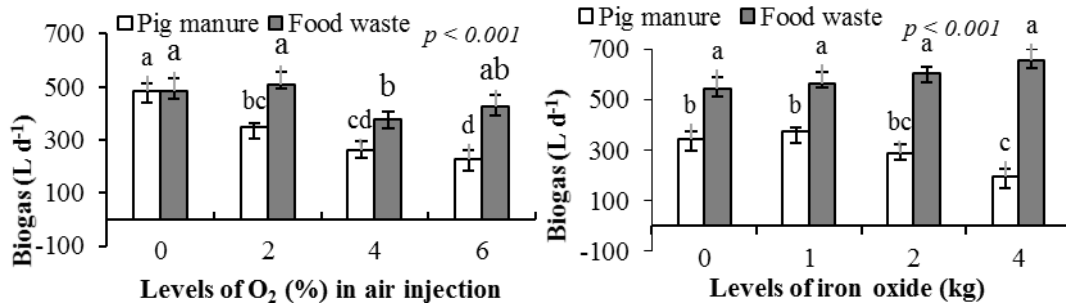 Pig manure Food waste
p < 0.001
Biogas (L d⁻¹)
700
500
300
100
-100
a a
bc a
cd b
d ab
0 2 4 6
Levels of O₂ (%) in air injection
Pig manure Food waste
p < 0.001
Biogas (L d⁻¹)
700
500
300
100
-100
b a
b a
bc a
c a
0 1 2 4
Levels of iron oxide (kg)